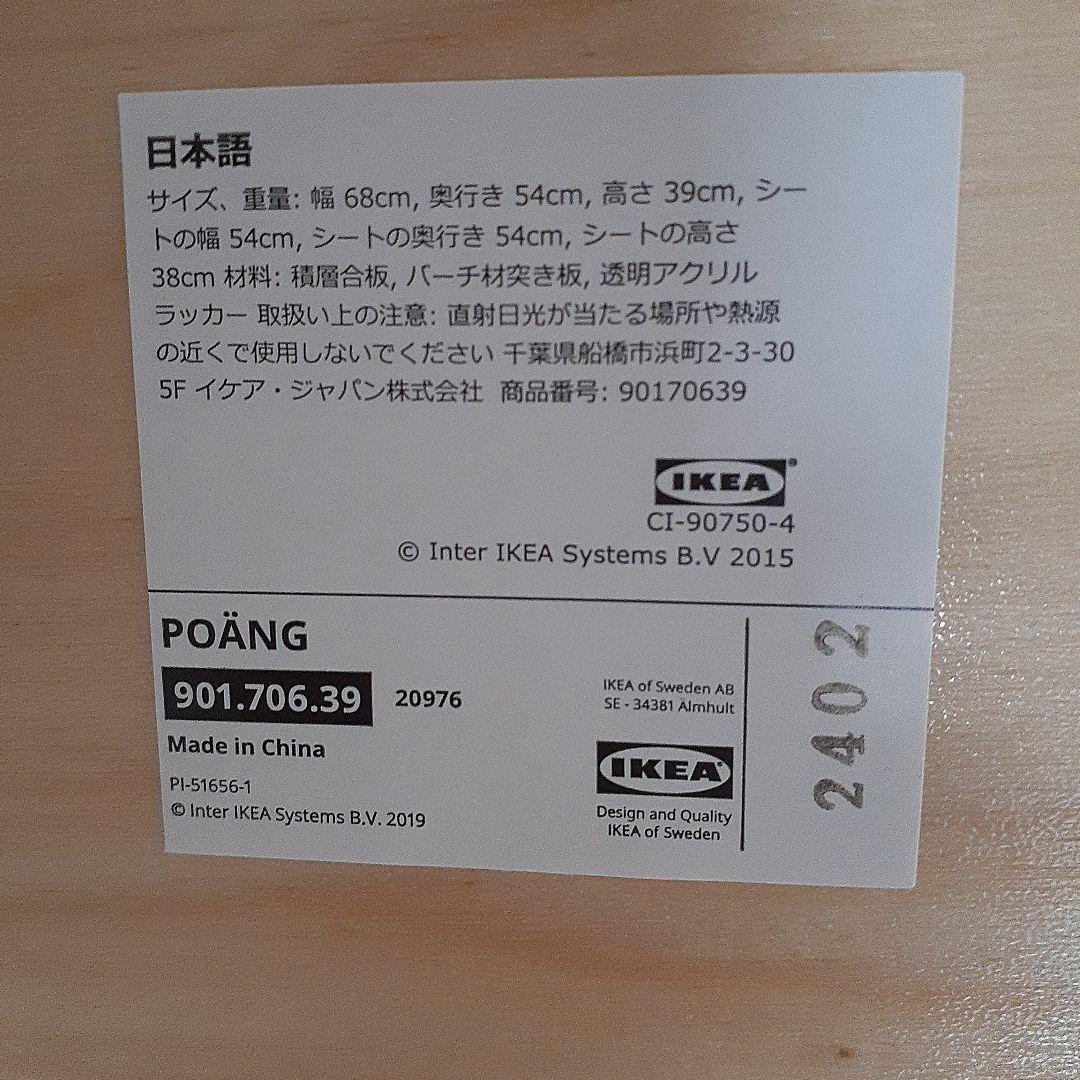 日本語
サイズ、重量: 幅 68cm, 奥行き 54cm, 高さ 39cm, シー
トの幅 54cm, シートの奥行き 54cm, シートの高さ
38cm 材料: 積層合板, バーチ材突き板, 透明アクリル
ラッカー 取扱い上の注意: 直射日光が当たる場所や熱源
の近くで使用しないでください 千葉県船橋市浜町2-3-30
5F イケア・ジャパン株式会社 商品番号: 90170639
IKEA®
CI-90750-4
© Inter IKEA Systems B.V 2015
POÄNG
901.706.39 20976
Made in China
PI-51656-1
© Inter IKEA Systems B.V. 2019
IKEA of Sweden AB
SE - 34381 Älmhult
IKEA®
Design and Quality
IKEA of Sweden
2402